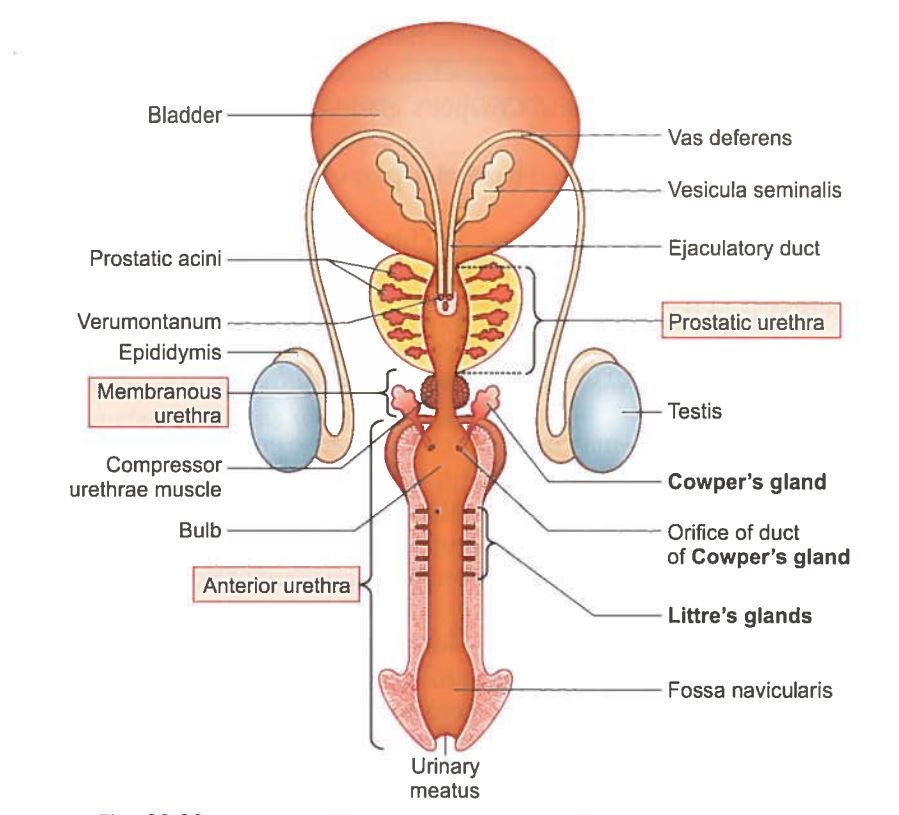 Bladder
Vas deferens
Vesicula seminalis
Ejaculatory duct
Prostatic acini
Verumontanum
Prostatic urethra
Epididymis
Membranous
urethra
Testis
Compressor
urethrae muscle
Cowper's gland
Bulb
Orifice of duct
of Cowper's gland
Anterior urethra
Littre's glands
Fossa navicularis
Urinary
meatus